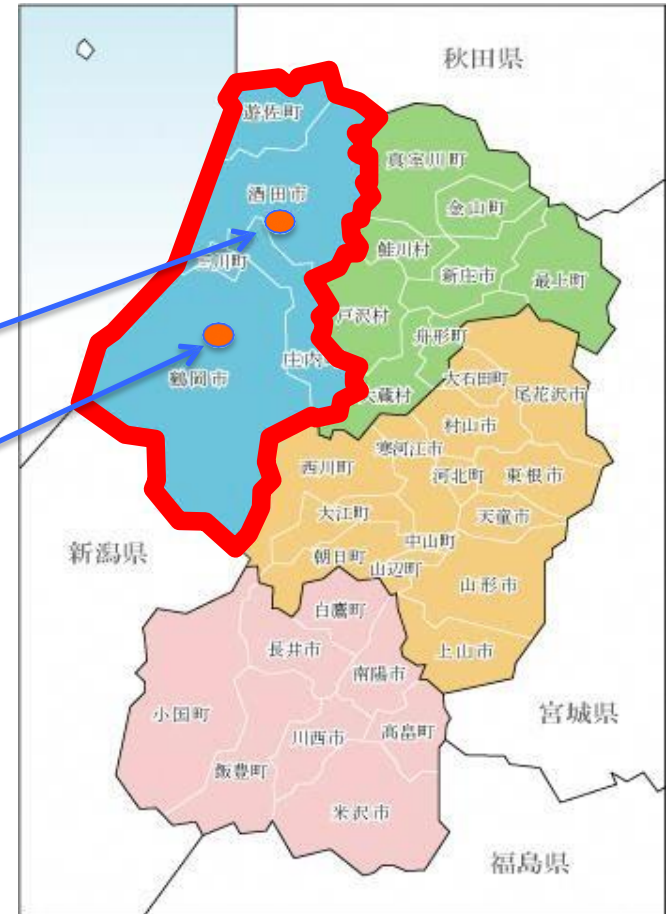 秋田県
遊佐町
真室川町
酒田市
金山町
鮭川村
三川町
新庄市
最上町
戸沢村
舟形町
庄内
鶴岡市
大石田町
大蔵村
尾花沢市
村山市
寒河江市
西川町
河北町
東根市
大江町
天童市
中山町
新潟県
朝日町
山辺町
山形市
白鷹町
長井市
上山市
南陽市
小国町
宮城県
高畠町
川西市
飯豊町
米沢市
福島県